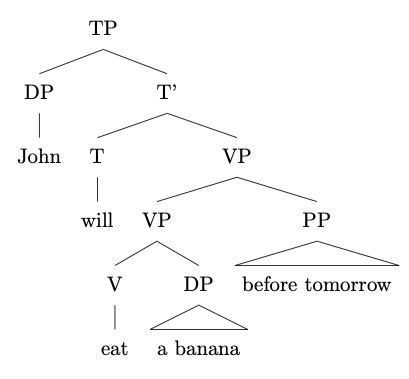 TP
DP T'
John T VP
will VP PP
V DP before tomorrow
eat a banana